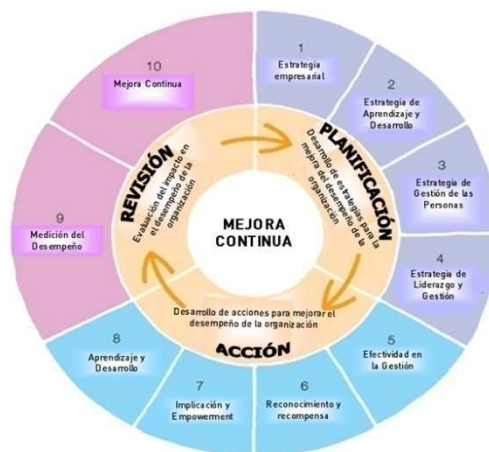 1
Estrategia
empresarial
2
Estrategia de
Aprendizaje y
Desarrollo
3
Estrategia de
Gestión de las
Personas
4
Estrategia de
Liderazgo y
Gestión
5
Efectividad en
la Gestión
6
Reconocimiento y
recompensa
7
Implicación y
Empowerment
8
Aprendizaje y
Desarrollo
9
Medición del
Desempeño
10
Mejora Continua
PLANIFICACIÓN
Desarrollo de estrategias para la
mejora del desempeño de la
organización
ACCIÓN
Desarrollo de acciones para mejorar el
desempeño de la organización
REVISIÓN
Evaluación del impacto en
el desempeño de la
organización
MEJORA
CONTINUA